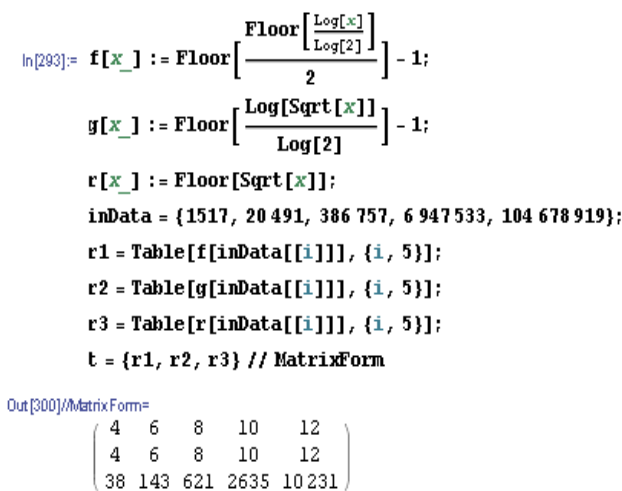 In[293]:= f[x_] := Floor[Floor[Log[x]/Log[2]]/2] - 1;
g[x_] := Floor[Log[Sqrt[x]]/Log[2]] - 1;
r[x_] := Floor[Sqrt[x]];
inData = {1517, 20 491, 386 757, 6 947 533, 104 678 919};
r1 = Table[f[inData[[i]]], {i, 5}];
r2 = Table[g[inData[[i]]], {i, 5}];
r3 = Table[r[inData[[i]]], {i, 5}];
t = {r1, r2, r3} // MatrixForm
Out[300]//MatrixForm=
4 6 8 10 12
4 6 8 10 12
38 143 621 2635 10 231